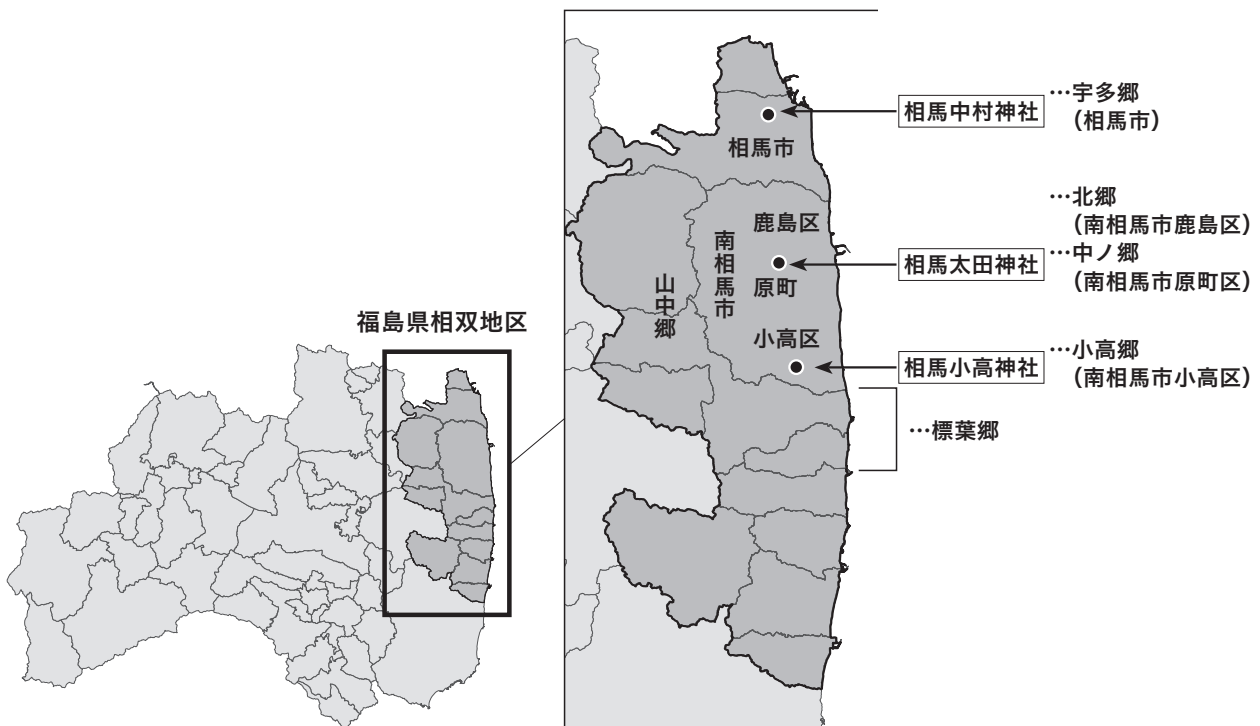 福島県相双地区
相馬市
鹿島区
南相馬市
原町
山中郷
小高区
相馬中村神社
…宇多郷
(相馬市)
…北郷
(南相馬市鹿島区)
相馬太田神社
…中ノ郷
(南相馬市原町区)
相馬小高神社
…小高郷
(南相馬市小高区)
…標葉郷